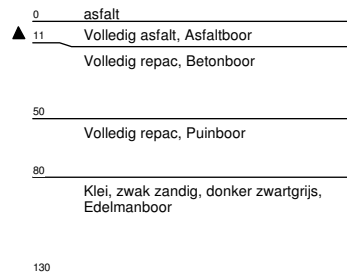 0 asfalt
11 Volledig asfalt, Asfaltboor
Volledig repac, Betonboor
50
Volledig repac, Puinboor
80
Klei, zwak zandig, donker zwartgrijs,
Edelmanboor
130